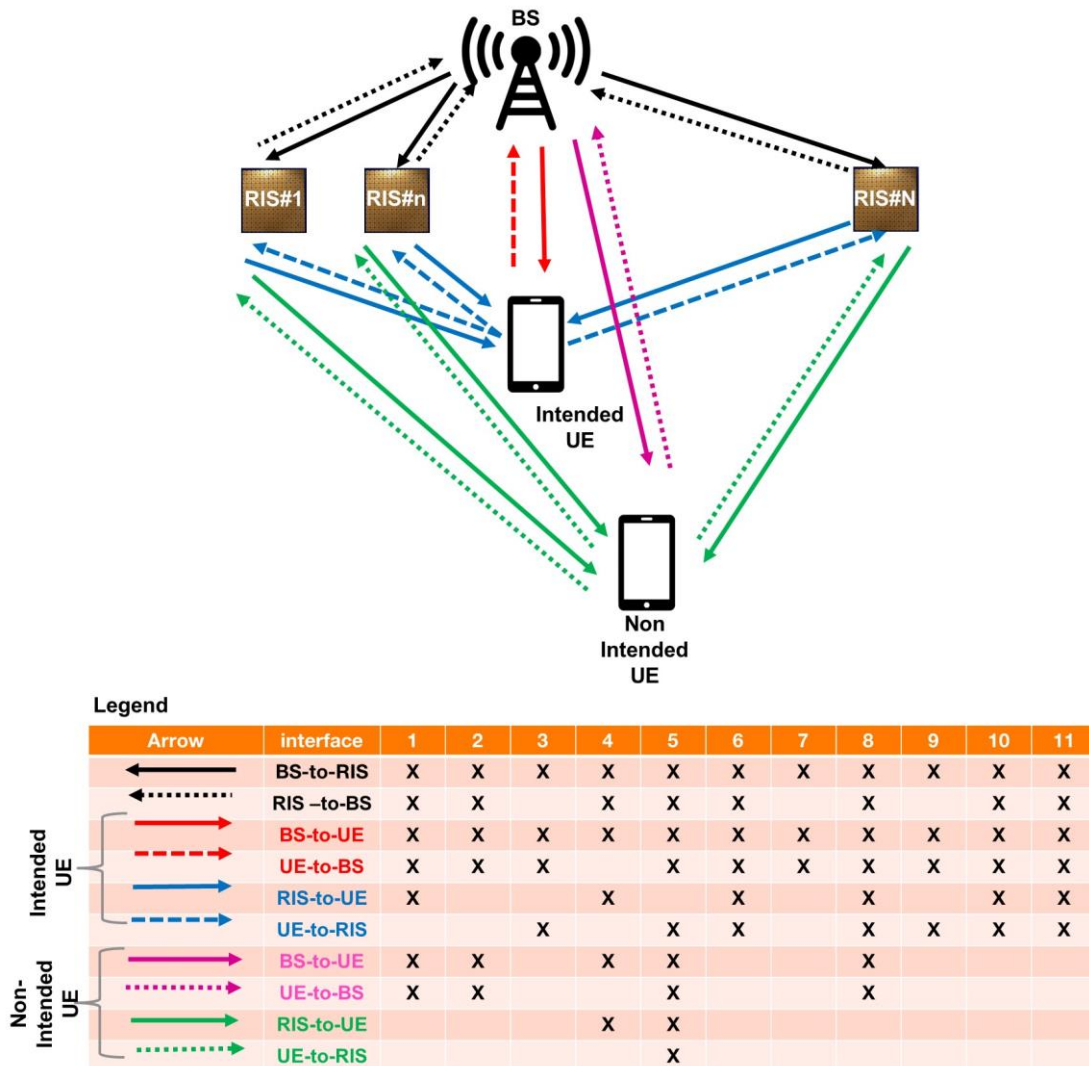 BS
RIS#1 RIS#n RIS#N
Intended
UE
Non
Intended
UE
Legend
Arrow interface 1 2 3 4 5 6 7 8 9 10 11
BS-to-RIS X X X X X X X X X X X
RIS –to-BS X X X X X X X X
Intended
UE
BS-to-UE X X X X X X X X X X X
UE-to-BS X X X X X X X X X X
RIS-to-UE X X X X X X
UE-to-RIS X X X X X X X
Non-
Intended
UE
BS-to-UE X X X X X
UE-to-BS X X X X
RIS-to-UE X X
UE-to-RIS X